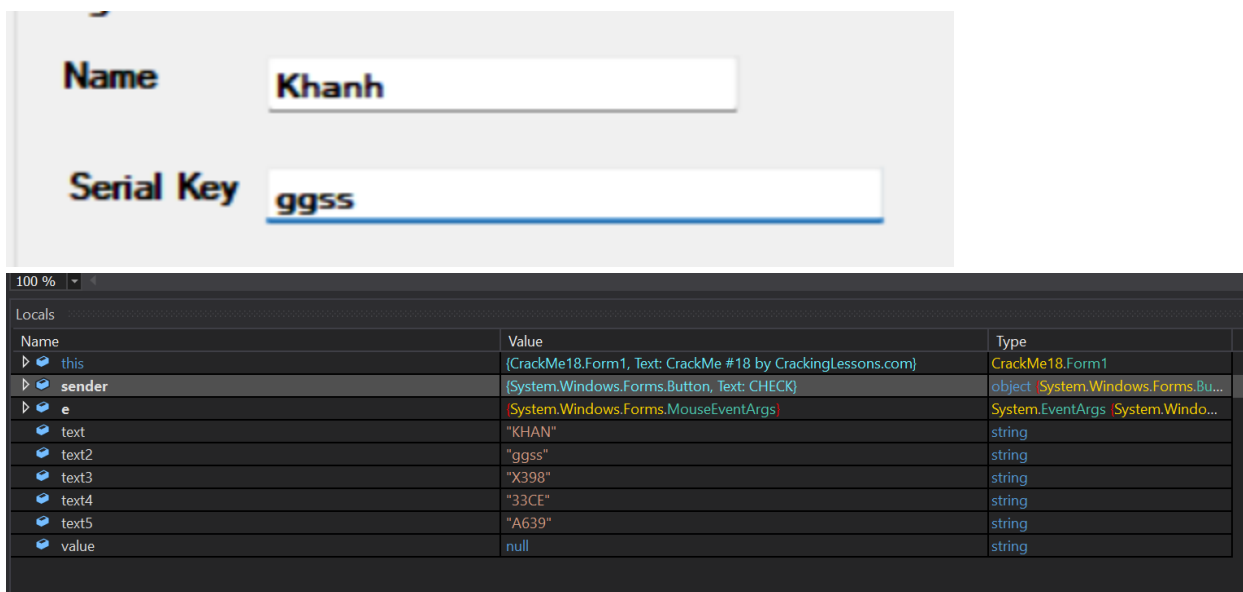 Name Khanh
Serial Key ggss
100 %
Locals
Name Value Type
this {CrackMe18.Form1, Text: CrackMe #18 by CrackingLessons.com} CrackMe18.Form1
sender {System.Windows.Forms.Button, Text: CHECK} object {System.Windows.Forms.Bu...
e {System.Windows.Forms.MouseEventArgs} System.EventArgs {System.Windo...
text "KHAN" string
text2 "ggss" string
text3 "X398" string
text4 "33CE" string
text5 "A639" string
value null string